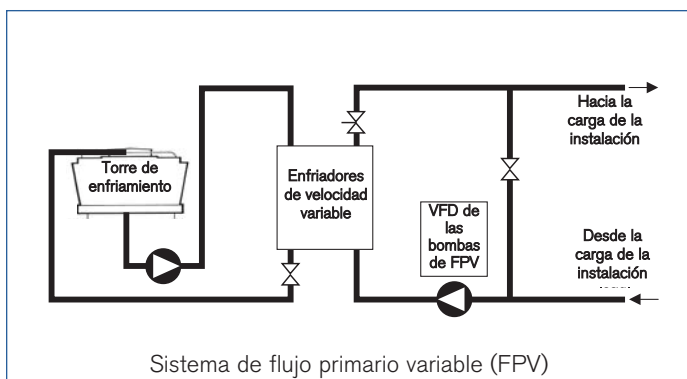 Torre de
enfriamiento
Enfriadores
de velocidad
variable
VFD de
las
bombas
de FPV
Hacia la
carga de la
instalación
Desde la
carga de la
instalación
Sistema de flujo primario variable (FPV)